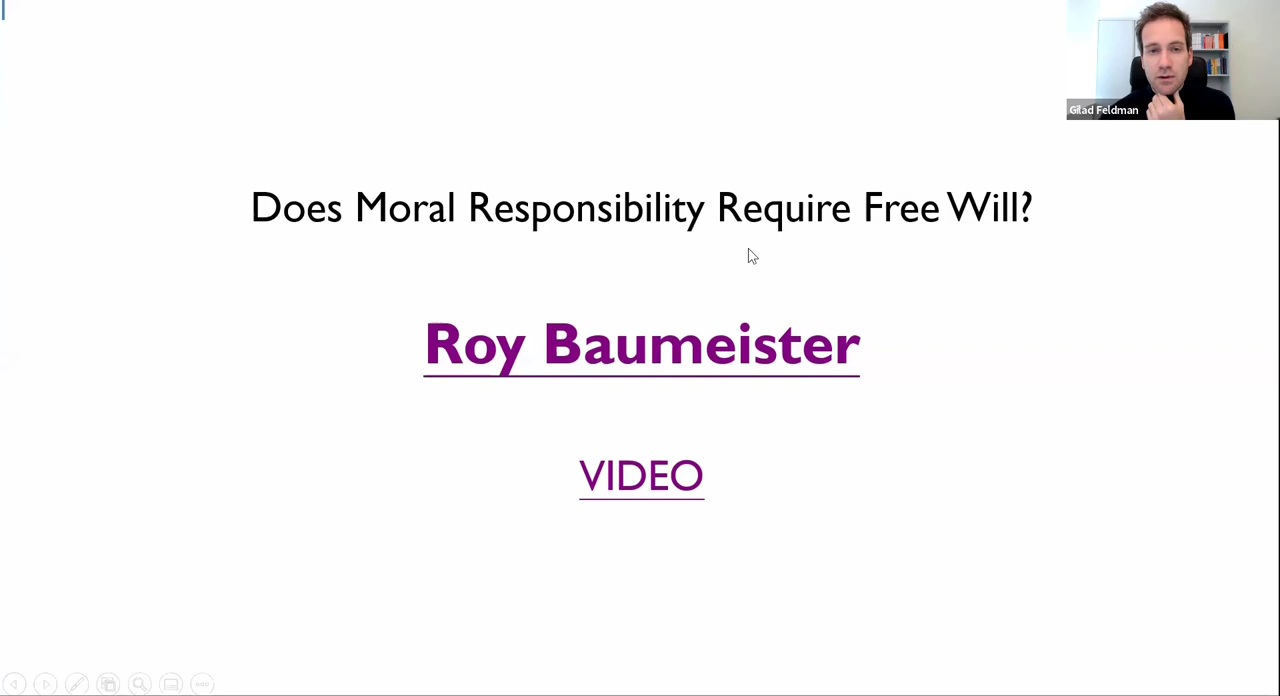 Gilad Feldman
Does Moral Responsibility Require Free Will?
Roy Baumeister
VIDEO